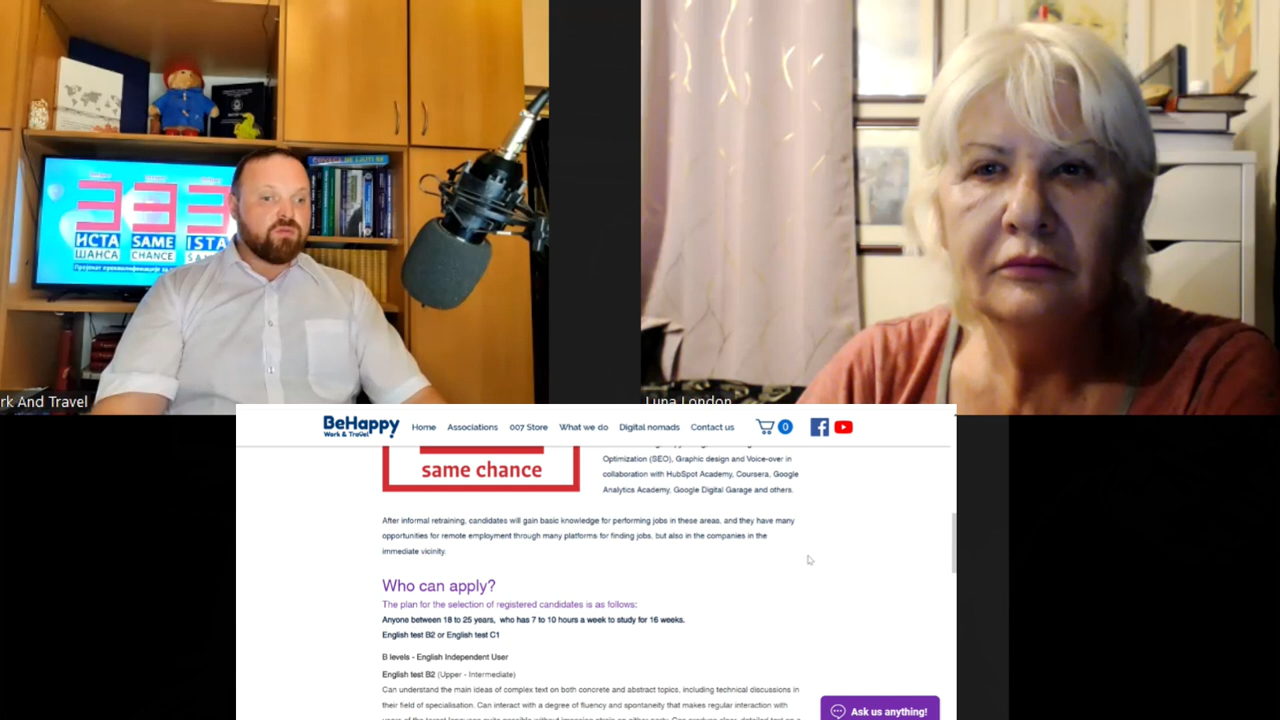 ИСТА
ШАНСА
SAME
CHANCE
ISTA
rk And Travel
Luna London
BeHappy
Work & Travel
Home
Associations
007 Store
What we do
Digital nomads
Contact us
0
same chance
Optimization (SEO), Graphic design and Voice-over in
collaboration with HubSpot Academy, Coursera, Google
Analytics Academy, Google Digital Garage and others.
After informal retraining, candidates will gain basic knowledge for performing jobs in these areas, and they have many
opportunities for remote employment through many platforms for finding jobs, but also in the companies in the
immediate vicinity.
Who can apply?
The plan for the selection of registered candidates is as follows:
Anyone between 18 to 25 years, who has 7 to 10 hours a week to study for 16 weeks.
English test B2 or English test C1
B levels - English Independent User
English test B2 (Upper - Intermediate)
Can understand the main ideas of complex text on both concrete and abstract topics, including technical discussions in
their field of specialisation. Can interact with a degree of fluency and spontaneity that makes regular interaction with
Ask us anything!